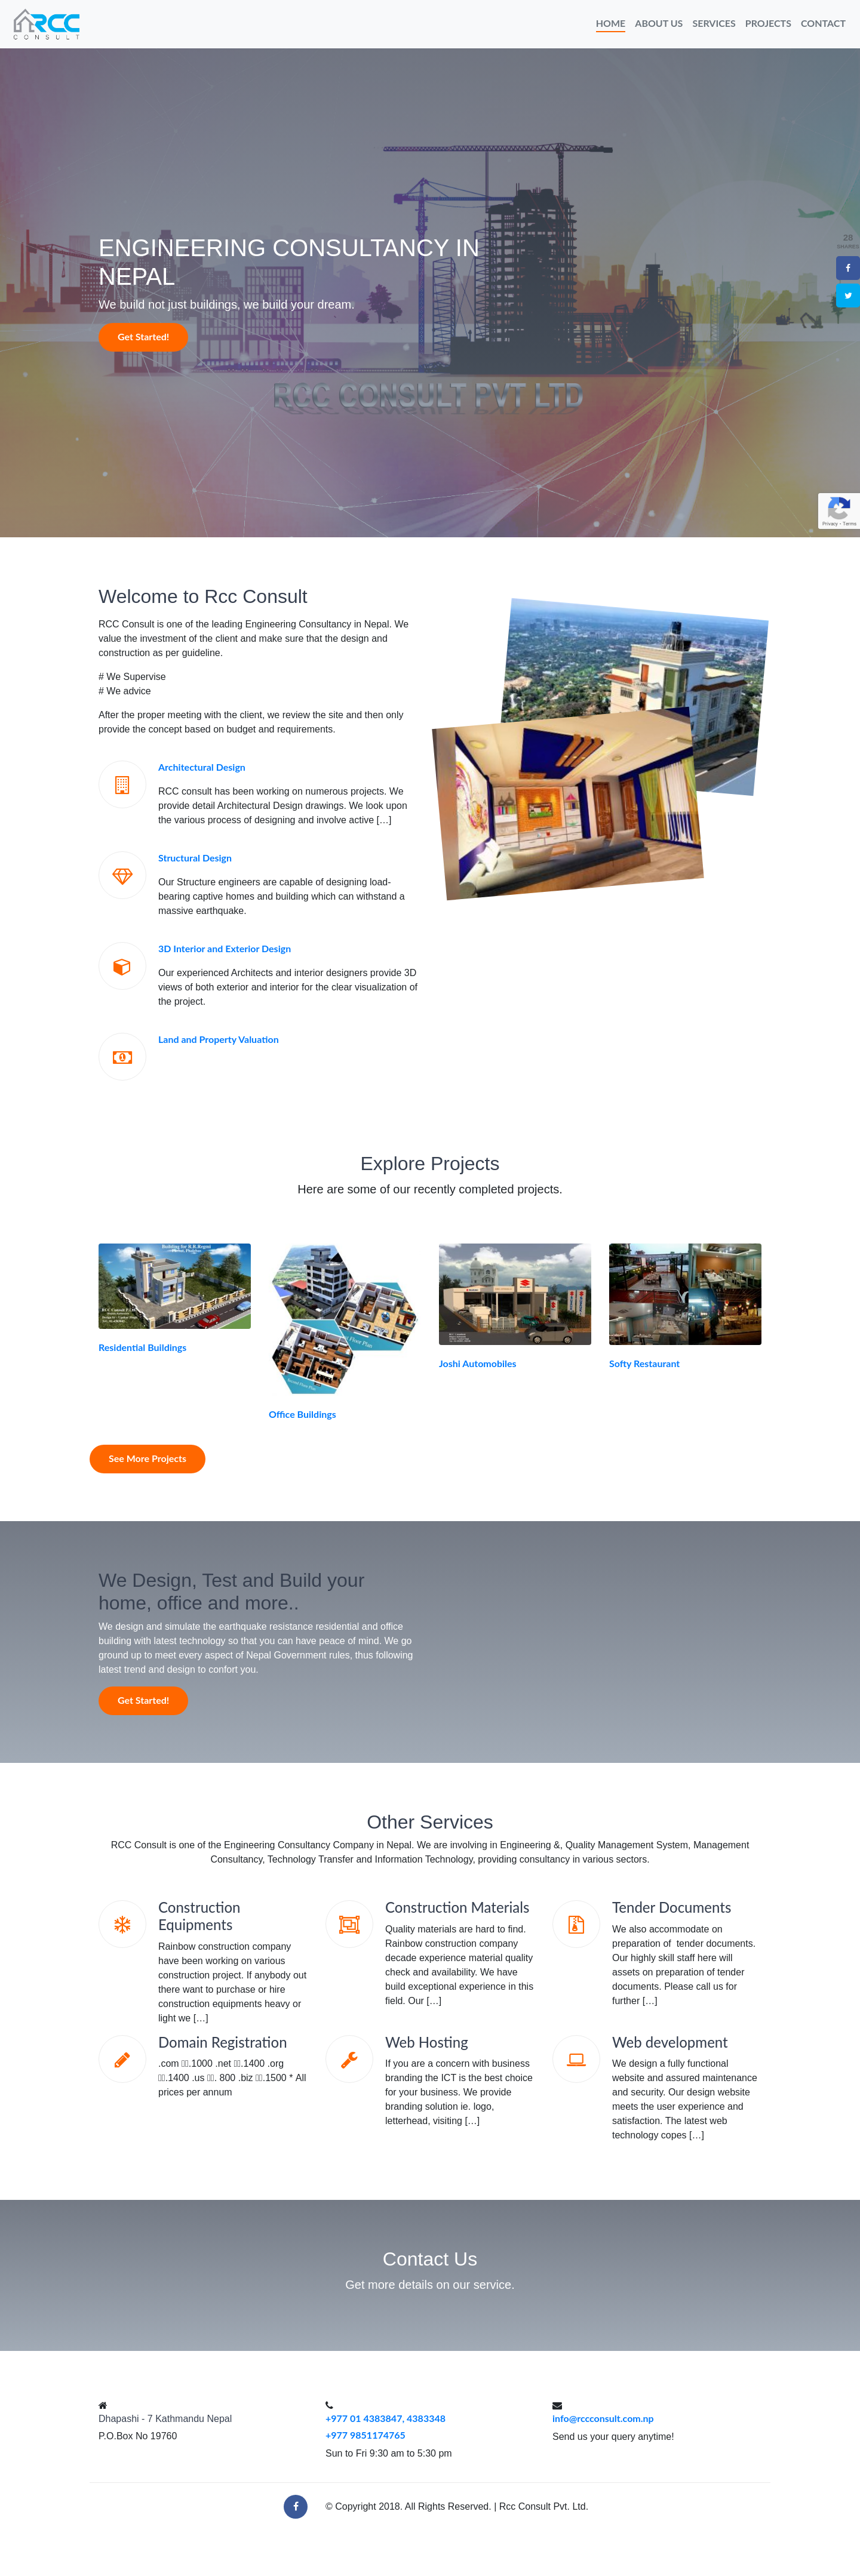 RCC
CONSULT
HOME
ABOUT US
SERVICES
PROJECTS
CONTACT
ENGINEERING CONSULTANCY IN
NEPAL
We build not just buildings, we build your dream.
Get Started!
RCC CONSULT PVT LTD
28
SHARES
Privacy - Terms
Welcome to Rcc Consult
RCC Consult is one of the leading Engineering Consultancy in Nepal. We
value the investment of the client and make sure that the design and
construction as per guideline.
# We Supervise
# We advice
After the proper meeting with the client, we review the site and then only
provide the concept based on budget and requirements.
Architectural Design
RCC consult has been working on numerous projects. We
provide detail Architectural Design drawings. We look upon
the various process of designing and involve active […]
Structural Design
Our Structure engineers are capable of designing load-
bearing captive homes and building which can withstand a
massive earthquake.
3D Interior and Exterior Design
Our experienced Architects and interior designers provide 3D
views of both exterior and interior for the clear visualization of
the project.
Land and Property Valuation
Explore Projects
Here are some of our recently completed projects.
Residential Buildings
Office Buildings
Joshi Automobiles
Softy Restaurant
See More Projects
We Design, Test and Build your
home, office and more..
We design and simulate the earthquake resistance residential and office
building with latest technology so that you can have peace of mind. We go
ground up to meet every aspect of Nepal Government rules, thus following
latest trend and design to confort you.
Get Started!
Other Services
RCC Consult is one of the Engineering Consultancy Company in Nepal. We are involving in Engineering &, Quality Management System, Management
Consultancy, Technology Transfer and Information Technology, providing consultancy in various sectors.
Construction
Equipments
Rainbow construction company
have been working on various
construction project. If anybody out
there want to purchase or hire
construction equipments heavy or
light we […]
Construction Materials
Quality materials are hard to find.
Rainbow construction company
decade experience material quality
check and availability. We have
build exceptional experience in this
field. Our […]
Tender Documents
We also accommodate on
preparation of  tender documents.
Our highly skill staff here will
assets on preparation of tender
documents. Please call us for
further […]
Domain Registration
.com .1000 .net .1400 .org
.1400 .us . 800 .biz .1500 * All
prices per annum
Web Hosting
If you are a concern with business
branding the ICT is the best choice
for your business. We provide
branding solution ie. logo,
letterhead, visiting […]
Web development
We design a fully functional
website and assured maintenance
and security. Our design website
meets the user experience and
satisfaction. The latest web
technology copes […]
Contact Us
Get more details on our service.
Dhapashi - 7 Kathmandu Nepal
P.O.Box No 19760
+977 01 4383847, 4383348
+977 9851174765
Sun to Fri 9:30 am to 5:30 pm
info@rccconsult.com.np
Send us your query anytime!
© Copyright 2018. All Rights Reserved. | Rcc Consult Pvt. Ltd.